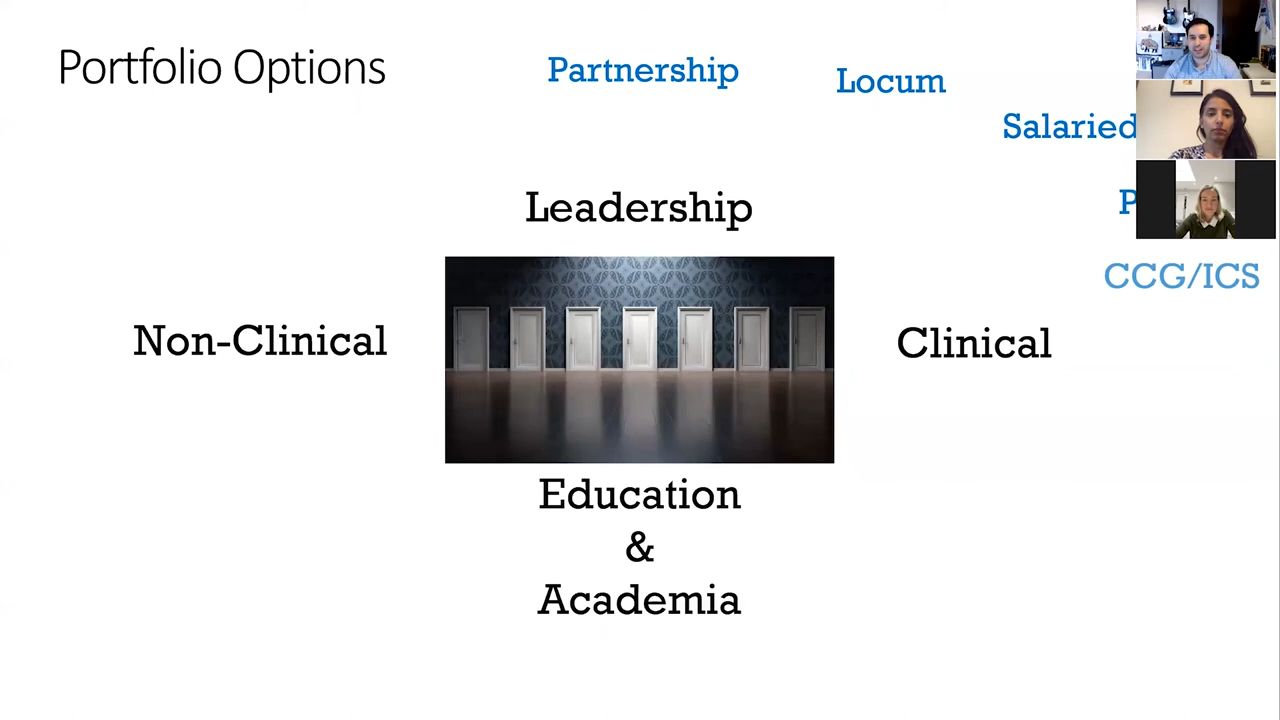 Portfolio Options
Partnership
Locum
Salaried
CCG/ICS
Leadership
Non-Clinical
Clinical
Education
&
Academia